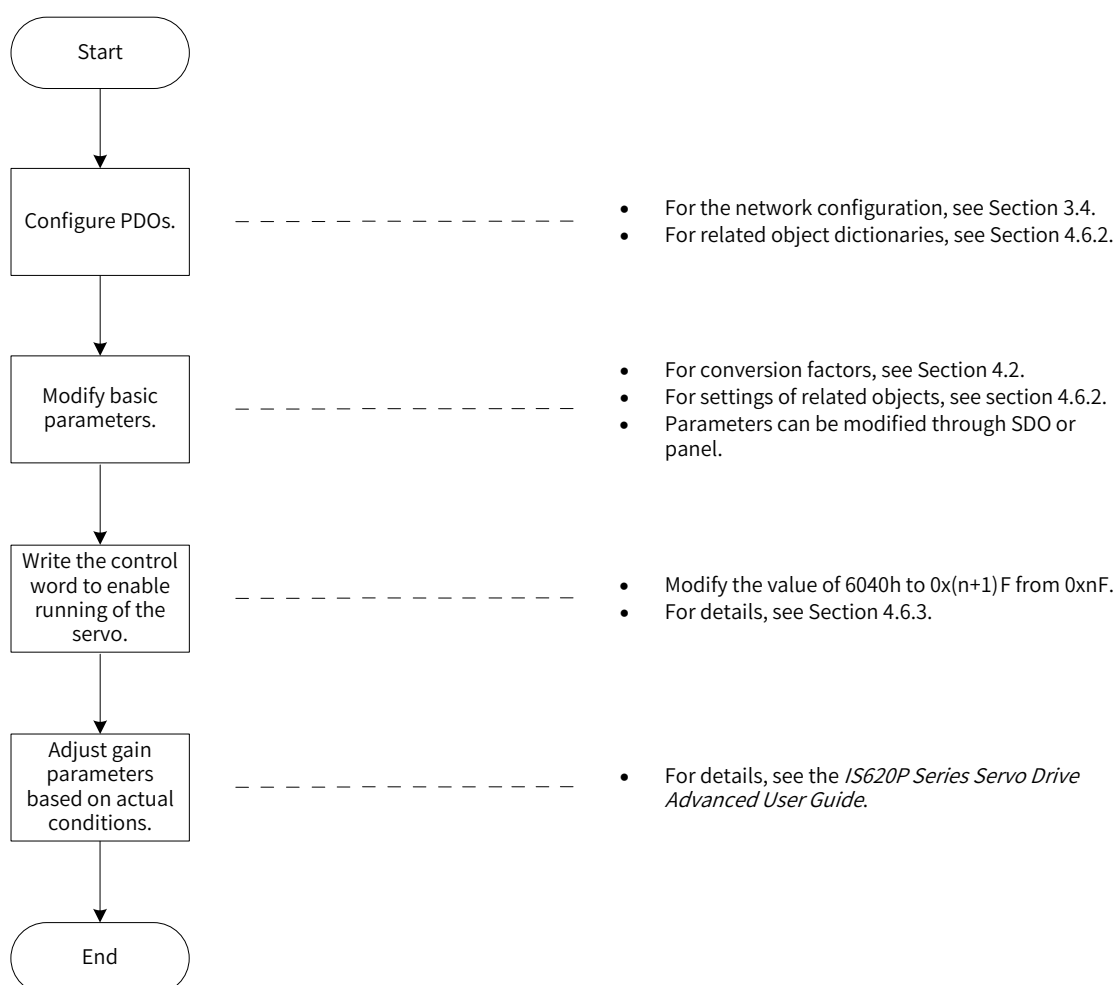 Start
Configure PDOs.
• For the network configuration, see Section 3.4.
• For related object dictionaries, see Section 4.6.2.
Modify basic
parameters.
• For conversion factors, see Section 4.2.
• For settings of related objects, see section 4.6.2.
• Parameters can be modified through SDO or
panel.
Write the control
word to enable
running of the
servo.
• Modify the value of 6040h to 0x(n+1)F from 0xnF.
• For details, see Section 4.6.3.
Adjust gain
parameters
based on actual
conditions.
• For details, see the IS620P Series Servo Drive
Advanced User Guide.
End